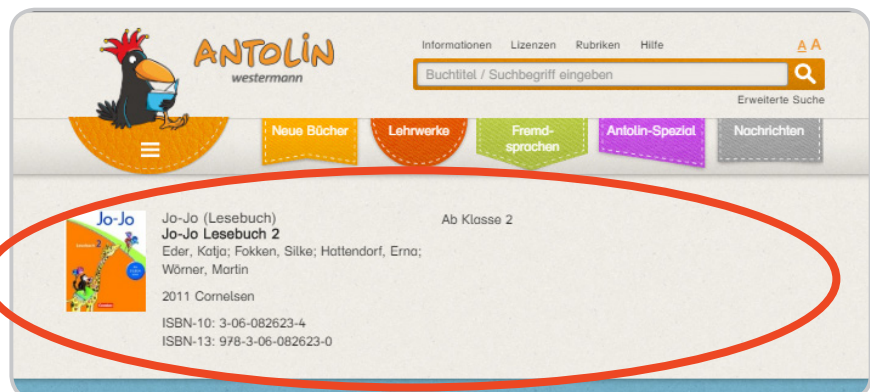 ANTOLIN
westermann
Informationen Lizenzen Rubriken Hilfe A A
Buchtitel / Suchbegriff eingeben
Erweiterte Suche
Neue Bücher
Lehrwerke
Fremd-
sprachen
Antolin-Spezial
Nachrichten
Jo-Jo
Lesebuch 2
Jo-Jo (Lesebuch)
Jo-Jo Lesebuch 2
Eder, Katja; Fokken, Silke; Hattendorf, Erna;
Wörner, Martin
2011 Cornelsen
ISBN-10: 3-06-082623-4
ISBN-13: 978-3-06-082623-0
Ab Klasse 2